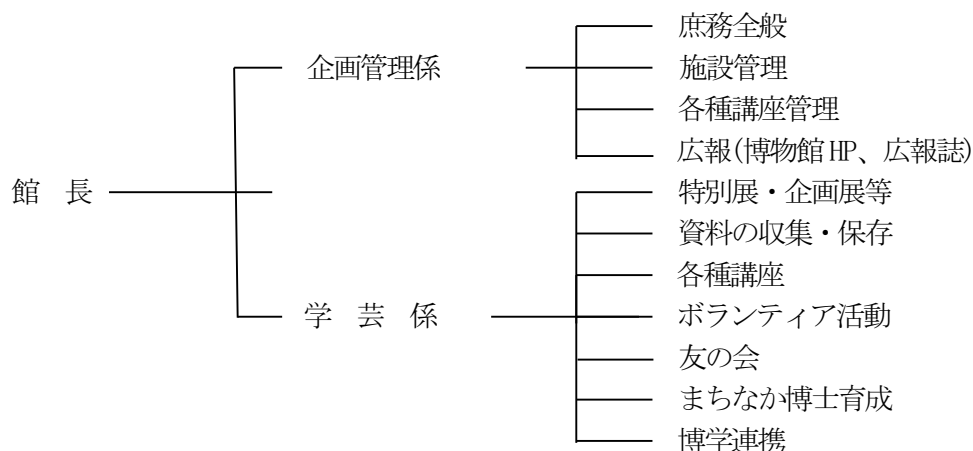 庶務全般
企画管理係
施設管理
各種講座管理
広報(博物館HP、広報誌)
館　長
特別展・企画展等
資料の収集・保存
各種講座
学　芸　係
ボランティア活動
友の会
まちなか博士育成
博学連携